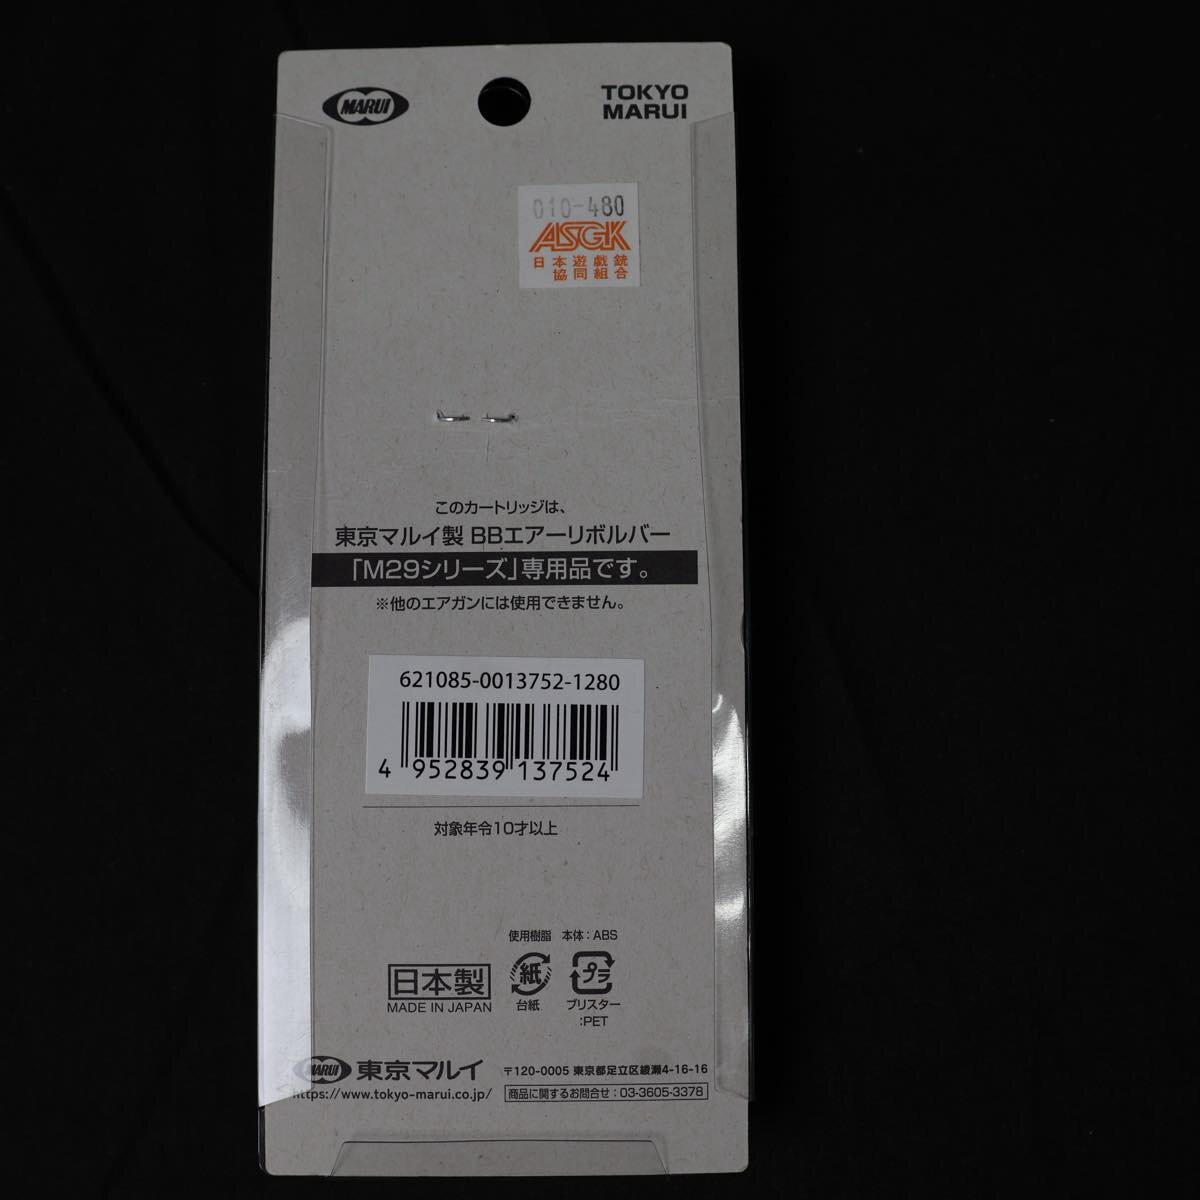 MARUI
TOKYO
MARUI
010-480
ASGK
日本遊戯銃
協同組合
このカートリッジは、
東京マルイ製 BBエアーリボルバー
「M29シリーズ」専用品です。
※他のエアガンには使用できません。
621085-0013752-1280
4 952839 137524
対象年令10才以上
使用樹脂 本体:ABS
日本製
MADE IN JAPAN
紙
台紙
プラ
ブリスター
:PET
MARUI 東京マルイ
https://www.tokyo-marui.co.jp/
〒120-0005 東京都足立区綾瀬4-16-16
商品に関するお問合せ:03-3605-3378